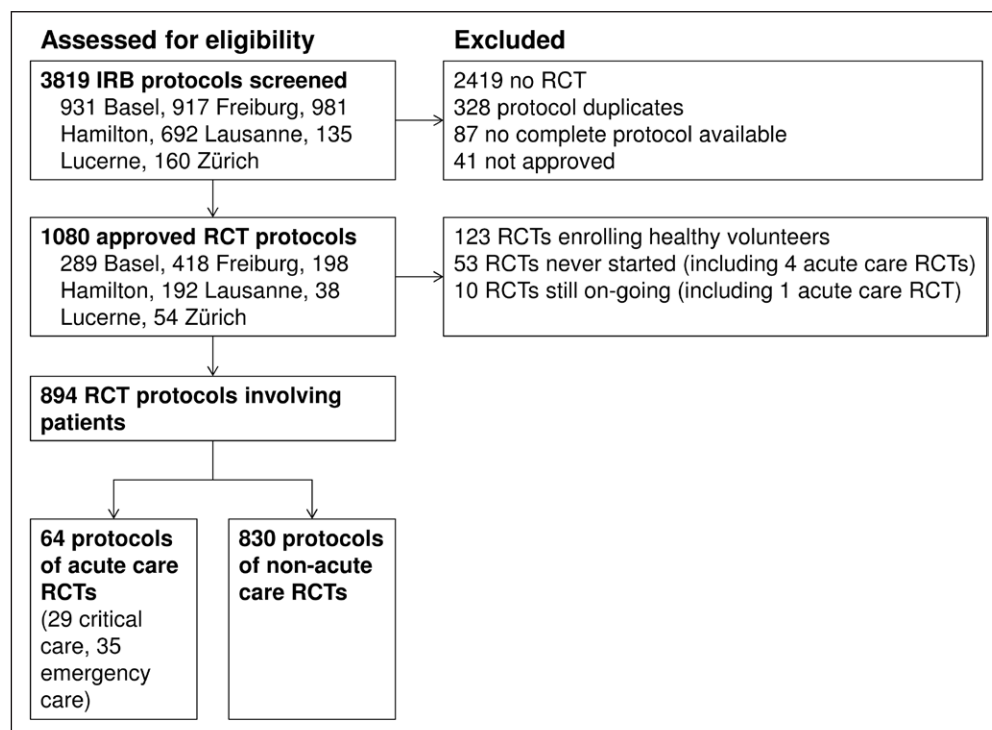 Assessed for eligibility
Excluded
3819 IRB protocols screened
931 Basel, 917 Freiburg, 981
Hamilton, 692 Lausanne, 135
Lucerne, 160 Zürich
2419 no RCT
328 protocol duplicates
87 no complete protocol available
41 not approved
1080 approved RCT protocols
289 Basel, 418 Freiburg, 198
Hamilton, 192 Lausanne, 38
Lucerne, 54 Zürich
123 RCTs enrolling healthy volunteers
53 RCTs never started (including 4 acute care RCTs)
10 RCTs still on-going (including 1 acute care RCT)
894 RCT protocols involving
patients
64 protocols
of acute care
RCTs
(29 critical
care, 35
emergency
care)
830 protocols
of non-acute
care RCTs